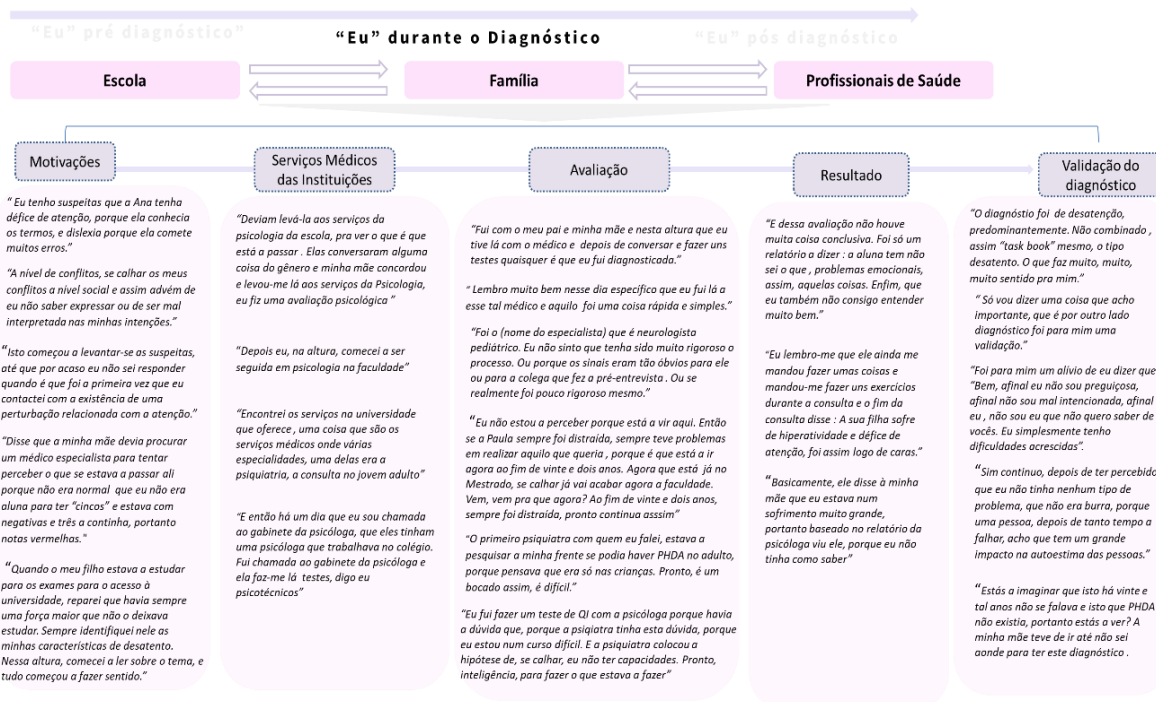 “Eu” pré diagnóstico”
“Eu” durante o Diagnóstico
“Eu” pós diagnóstico
Escola
Família
Profissionais de Saúde
Motivações
Serviços Médicos
das Instituições
Avaliação
Resultado
Validação do
diagnóstico
“ Eu tenho suspeitas que a Ana tenha
défice de atenção, porque ela conhecia
os termos, e dislexia porque ela comete
muitos erros.”
“A nível de conflitos, se calhar os meus
conflitos a nível social e assim advém de
eu não saber expressar ou de ser mal
interpretada nas minhas intenções.”
“Isto começou a levantar-se as suspeitas,
até que por acaso eu não sei responder
quando é que foi a primeira vez que eu
contactei com a existência de uma
perturbação relacionada com a atenção.”
“Disse que a minha mãe devia procurar
um médico especialista para tentar
perceber o que se estava a passar ali
porque não era normal que eu não era
aluna para ter “cincos” e estava com
negativas e três a continha, portanto
notas vermelhas."
“Quando o meu filho estava a estudar
para os exames para o acesso à
universidade, reparei que havia sempre
uma força maior que não o deixava
estudar. Sempre identifiquei nele as
minhas características de desatento.
Nessa altura, comecei a ler sobre o tema, e
tudo começou a fazer sentido.”
“Deviam levá-la aos serviços da
psicologia da escola, pra ver o que é que
está a passar . Elas conversaram alguma
coisa do gênero e minha mãe concordou
e levou-me lá aos serviços da Psicologia,
eu fiz uma avaliação psicológica ”
“Depois eu, na altura, comecei a ser
seguida em psicologia na faculdade”
“Encontrei os serviços na universidade
que oferece , uma coisa que são os
serviços médicos onde várias
especialidades, uma delas era a
psiquiatria, a consulta no jovem adulto”
“E então há um dia que eu sou chamada
ao gabinete da psicóloga, que eles tinham
uma psicóloga que trabalhava no colégio.
Fui chamada ao gabinete da psicóloga e
ela faz-me lá testes, digo eu
psicotécnicos”
“Fui com o meu pai e minha mãe e nesta altura que eu
tive lá com o médico e depois de conversar e fazer uns
testes quaisquer é que eu fui diagnosticada.”
“ Lembro muito bem nesse dia específico que eu fui lá a
esse tal médico e aquilo foi uma coisa rápida e simples.”
“Foi o (nome do especialista) que é neurologista
pediátrico. Eu não sinto que tenha sido muito rigoroso o
processo. Ou porque os sinais eram tão óbvios para ele
ou para a colega que fez a pré-entrevista . Ou se
realmente foi pouco rigoroso mesmo.”
“Eu não estou a perceber porque está a vir aqui. Então
se a Paula sempre foi distraída, sempre teve problemas
em realizar aquilo que queria , porque é que está a ir
agora ao fim de vinte e dois anos. Agora que está já no
Mestrado, se calhar já vai acabar agora a faculdade.
Vem, vem pra que agora? Ao fim de vinte e dois anos,
sempre foi distraída, pronto continua asssim”
“O primeiro psiquiatra com quem eu falei, estava a
pesquisar a minha frente se podia haver PHDA no adulto,
porque pensava que era só nas crianças. Pronto, é um
bocado assim, é difícil.”
“Eu fui fazer um teste de QI com a psicóloga porque havia
a dúvida que, porque a psiqiatra tinha esta dúvida, porque
eu estou num curso difícil. E a psiquiatra colocou a
hipótese de, se calhar, eu não ter capacidades. Pronto,
inteligência, para fazer o que estava a fazer”
“E dessa avaliação não houve
muita coisa conclusiva. Foi só um
relatório a dizer : a aluna tem não
sei o que , problemas emocionais,
assim, aquelas coisas. Enfim, que
eu também não consigo entender
muito bem.”
“Eu lembro-me que ele ainda me
mandou fazer umas coisas e
mandou-me fazer uns exercícios
durante a consulta e o fim da
consulta disse : A sua filha sofre
de hiperatividade e défice de
atenção, foi assim logo de caras.”
“Basicamente, ele disse à minha
mãe que eu estava num
sofrimento muito grande,
portanto baseado no relatório da
psicóloga viu ele, porque eu não
tinha como saber”
“O diagnóstio foi de desatenção,
predominantemente. Não combinado ,
assim “task book” mesmo, o tipo
desatento. O que faz muito, muito,
muito sentido pra mim.”
“ Só vou dizer uma coisa que acho
importante, que é por outro lado
diagnóstico foi para mim uma
validação.”
“Foi para mim um alívio de eu dizer que
“Bem, afinal eu não sou preguiçosa,
afinal não sou mal intencionada, afinal
eu , não sou eu que não quero saber de
vocês. Eu simplesmente tenho
dificuldades acrescidas”.
“Sim continuo, depois de ter percebido
que eu não tinha nenhum tipo de
problema, que não era burra, porque
uma pessoa, depois de tanto tempo a
falhar, acho que tem um grande
impacto na autoestima das pessoas.”
“Estás a imaginar que isto há vinte e
tal anos não se falava e isto que PHDA
não existia, portanto estás a ver? A
minha mãe teve de ir até não sei
aonde para ter este diagnóstico .